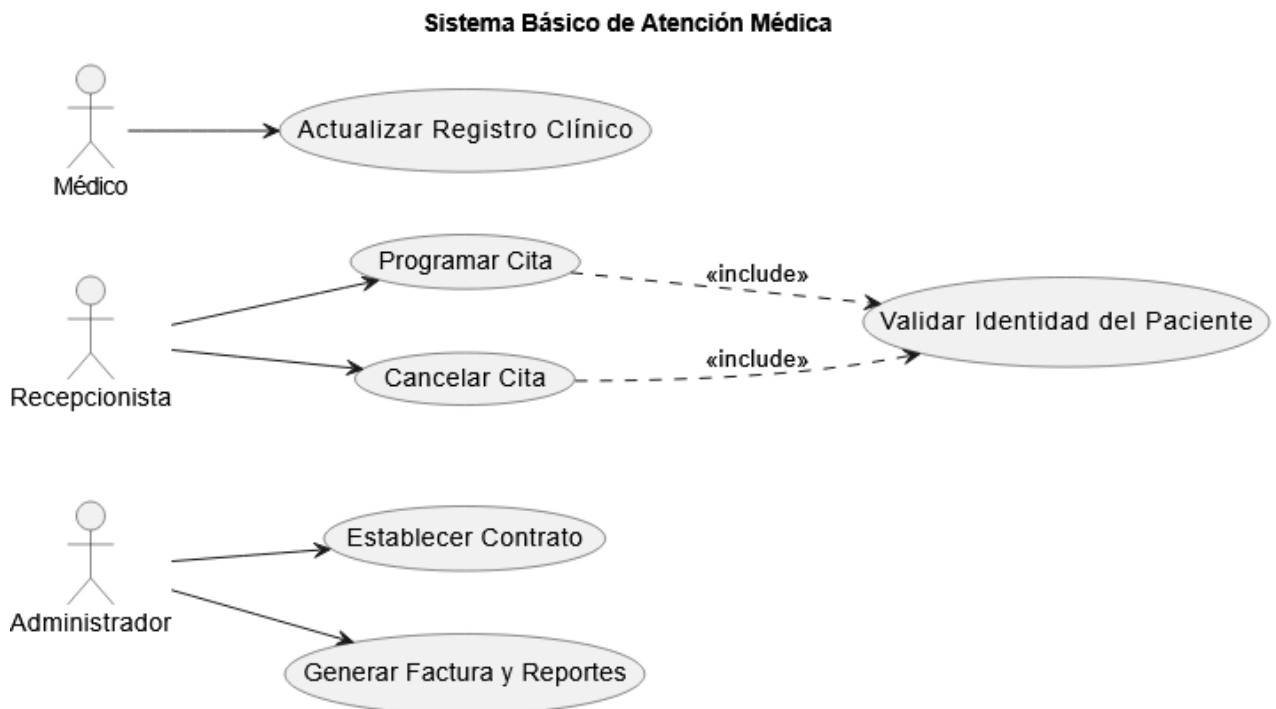 Sistema Básico de Atención Médica
Actualizar Registro Clínico
Médico
Programar Cita
«include»
Validar Identidad del Paciente
«include»
Cancelar Cita
Recepcionista
Establecer Contrato
Administrador
Generar Factura y Reportes